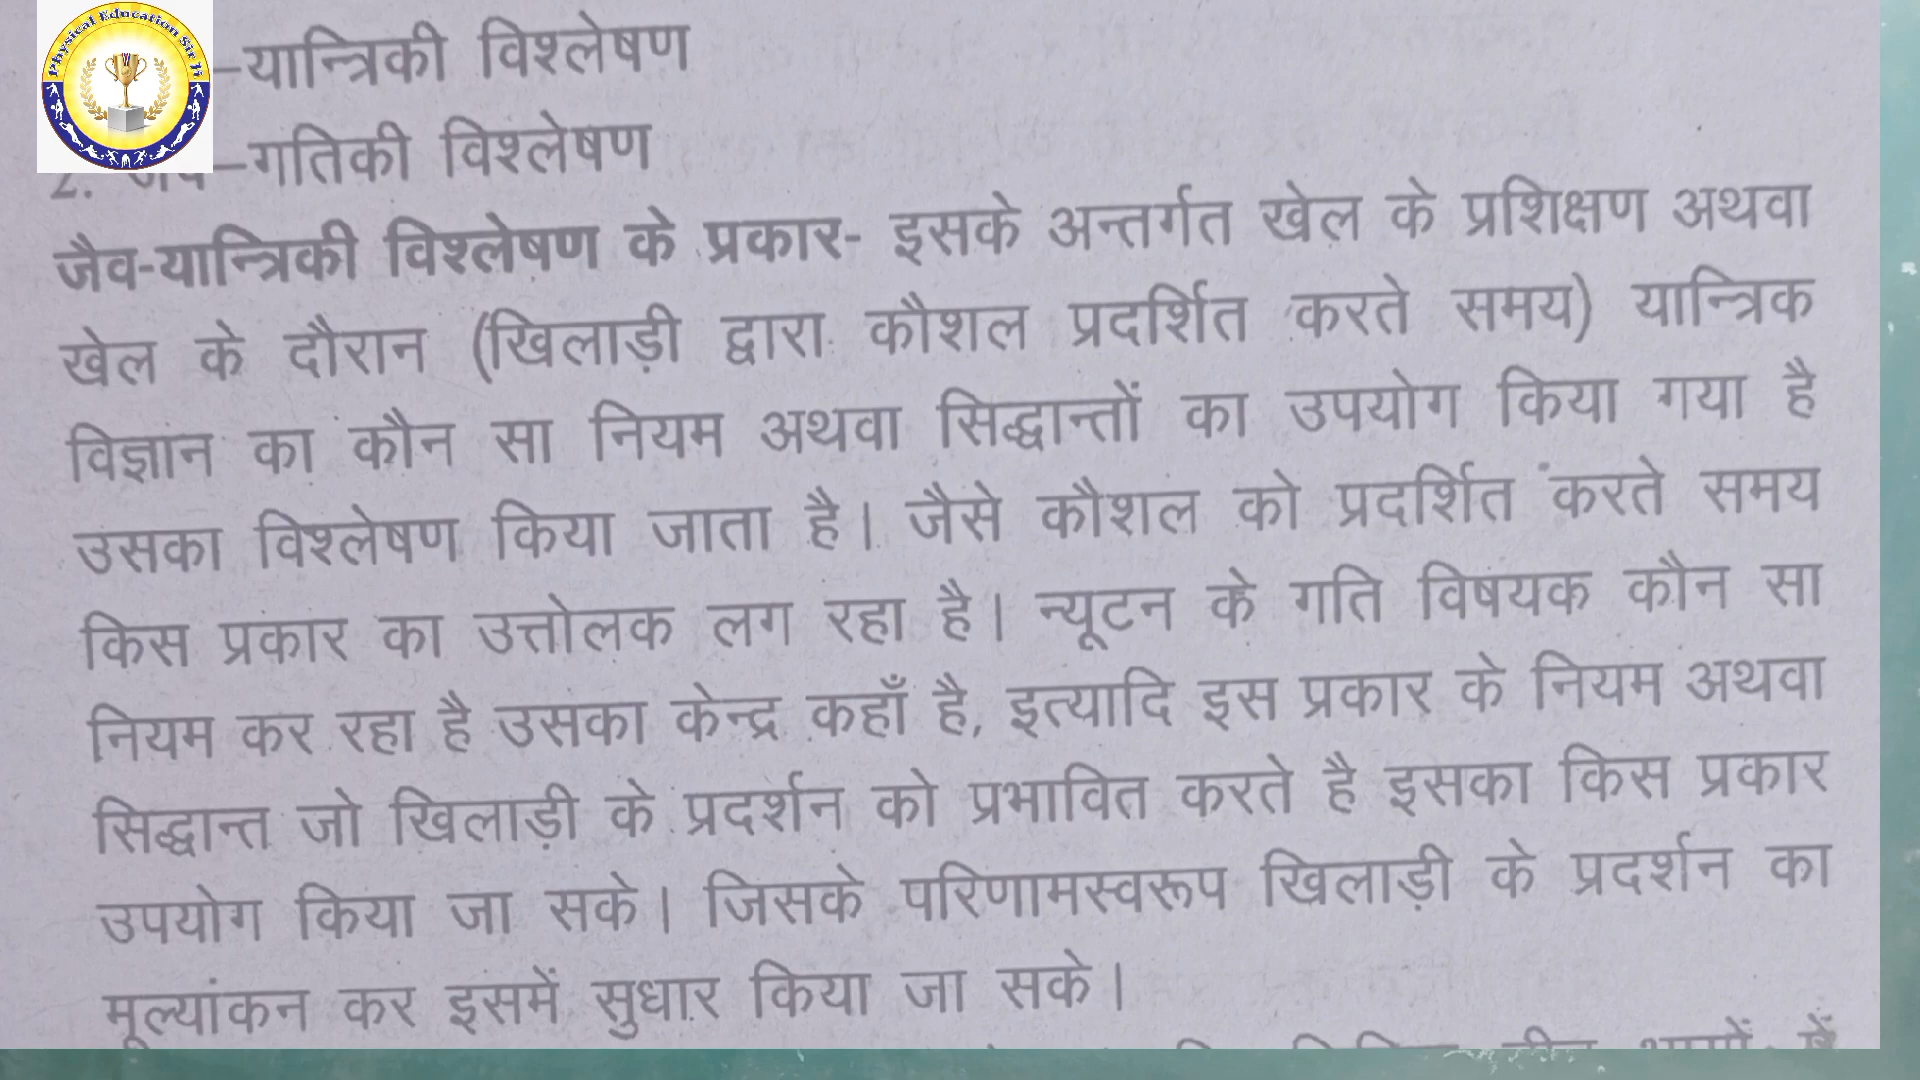 Physical Education Sir Ji
–यान्त्रिकी विश्लेषण
2. जैव–गतिकी विश्लेषण
जैव-यान्त्रिकी विश्लेषण के प्रकार- इसके अन्तर्गत खेल के प्रशिक्षण अथवा
खेल के दौरान (खिलाड़ी द्वारा कौशल प्रदर्शित करते समय) यान्त्रिक
विज्ञान का कौन सा नियम अथवा सिद्धान्तों का उपयोग किया गया है
उसका विश्लेषण किया जाता है। जैसे कौशल को प्रदर्शित करते समय
किस प्रकार का उत्तोलक लग रहा है। न्यूटन के गति विषयक कौन सा
नियम कर रहा है उसका केन्द्र कहाँ है, इत्यादि इस प्रकार के नियम अथवा
सिद्धान्त जो खिलाड़ी के प्रदर्शन को प्रभावित करते है इसका किस प्रकार
उपयोग किया जा सके। जिसके परिणामस्वरूप खिलाड़ी के प्रदर्शन का
मूल्यांकन कर इसमें सुधार किया जा सके।